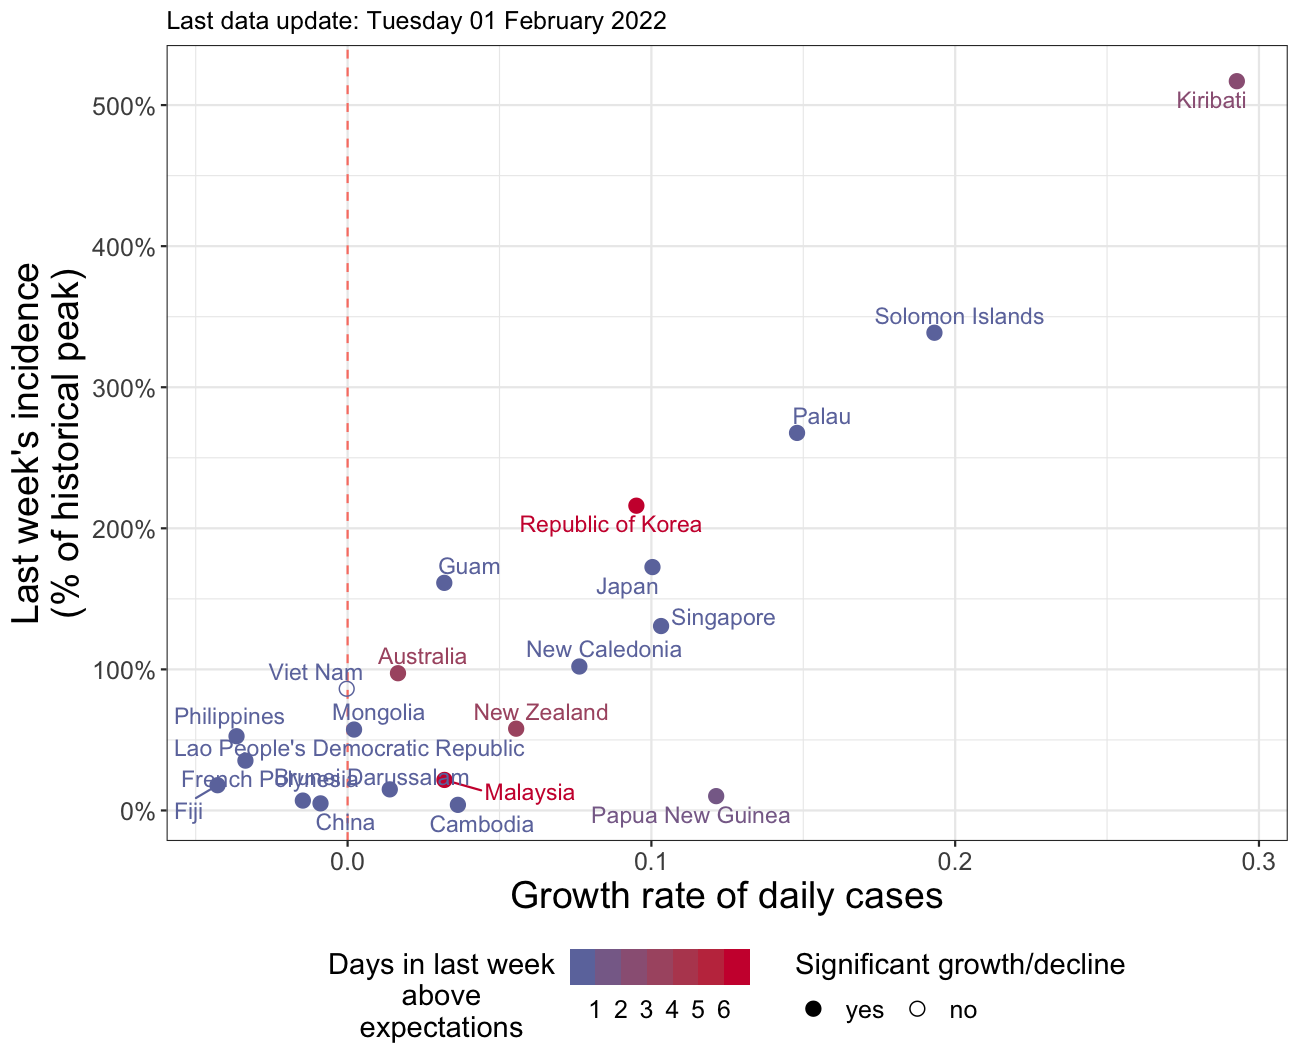 Last data update: Tuesday 01 February 2022
Last week's incidence
(% of historical peak)
500%
400%
300%
200%
100%
0%
Kiribati
Solomon Islands
Palau
Republic of Korea
Guam
Japan
Singapore
New Caledonia
Australia
Viet Nam
Philippines
Mongolia
New Zealand
Lao People's Democratic Republic
French Polynesia
Brunei Darussalam
Malaysia
Fiji
China
Cambodia
Papua New Guinea
0.0
0.1
0.2
0.3
Growth rate of daily cases
Days in last week
above
expectations
1 2 3 4 5 6
Significant growth/decline
yes
no